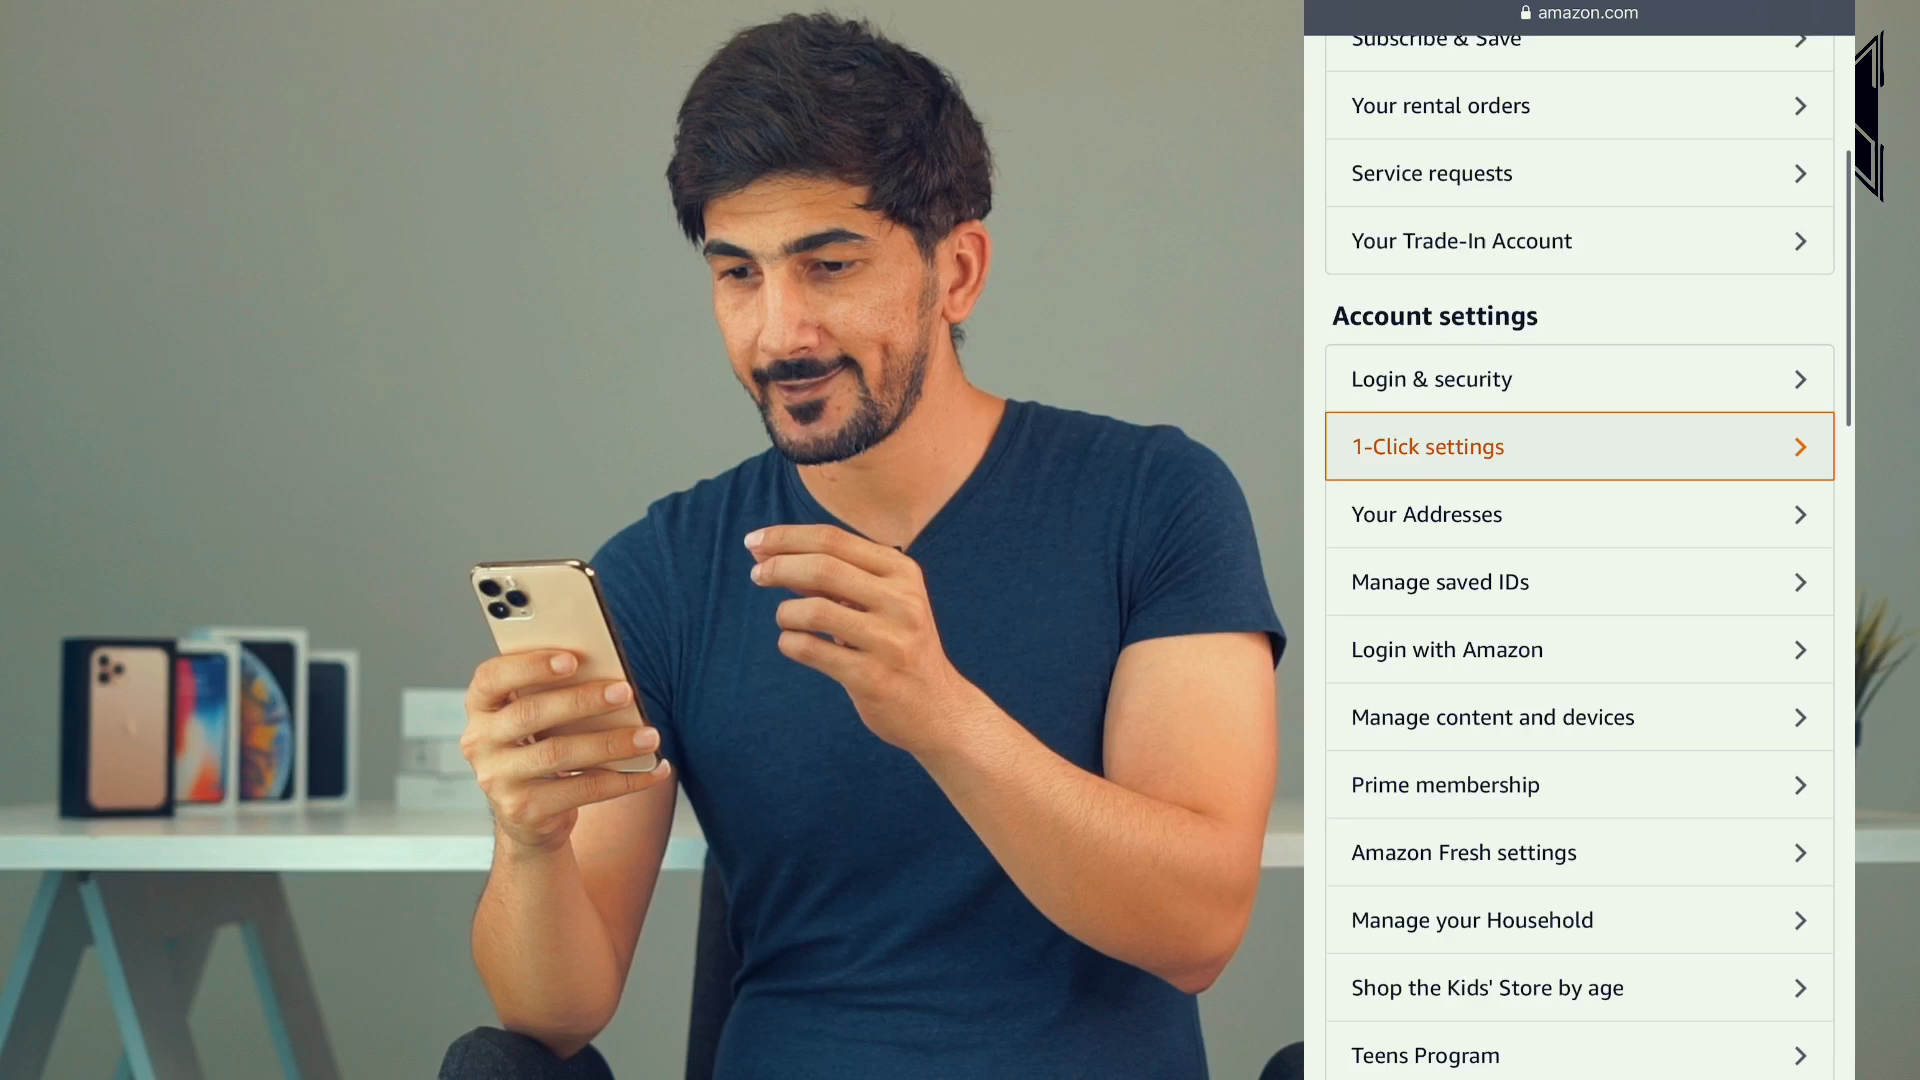 amazon.com
Subscribe & Save
Your rental orders
Service requests
Your Trade-In Account
Account settings
Login & security
1-Click settings
Your Addresses
Manage saved IDs
Login with Amazon
Manage content and devices
Prime membership
Amazon Fresh settings
Manage your Household
Shop the Kids' Store by age
Teens Program